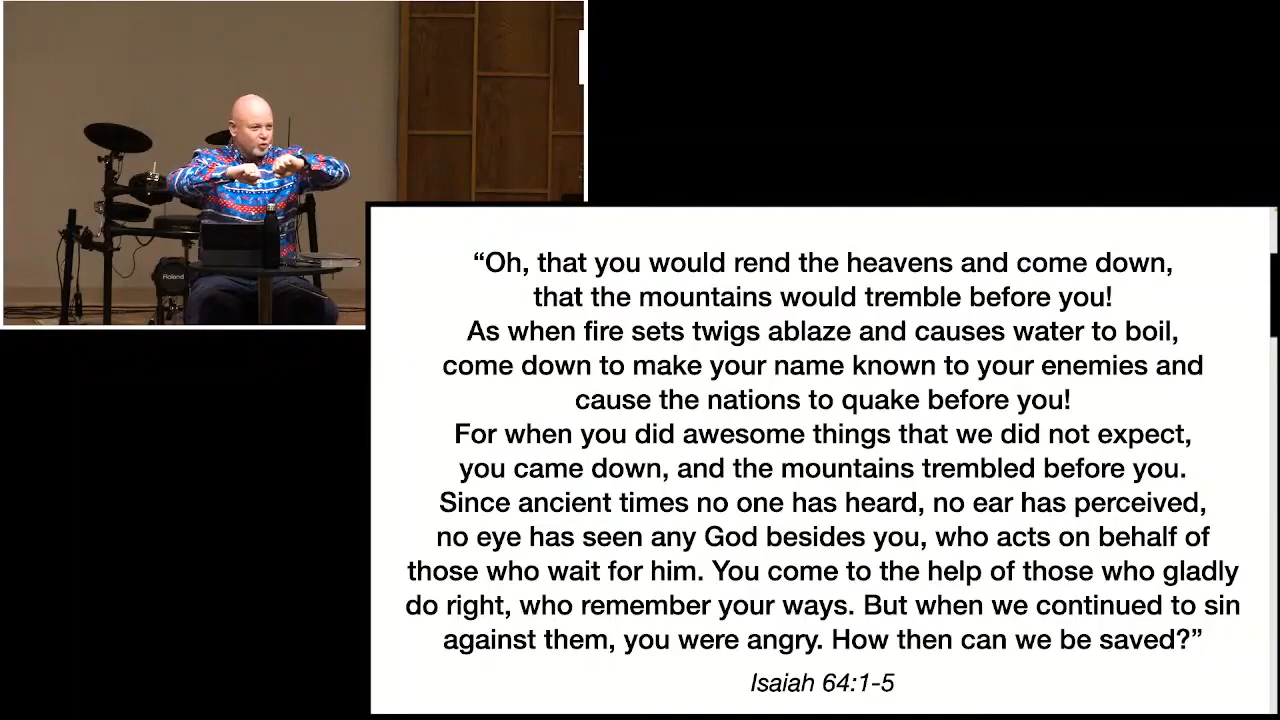 Roland
“Oh, that you would rend the heavens and come down,
that the mountains would tremble before you!
As when fire sets twigs ablaze and causes water to boil,
come down to make your name known to your enemies and
cause the nations to quake before you!
For when you did awesome things that we did not expect,
you came down, and the mountains trembled before you.
Since ancient times no one has heard, no ear has perceived,
no eye has seen any God besides you, who acts on behalf of
those who wait for him. You come to the help of those who gladly
do right, who remember your ways. But when we continued to sin
against them, you were angry. How then can we be saved?”
Isaiah 64:1-5